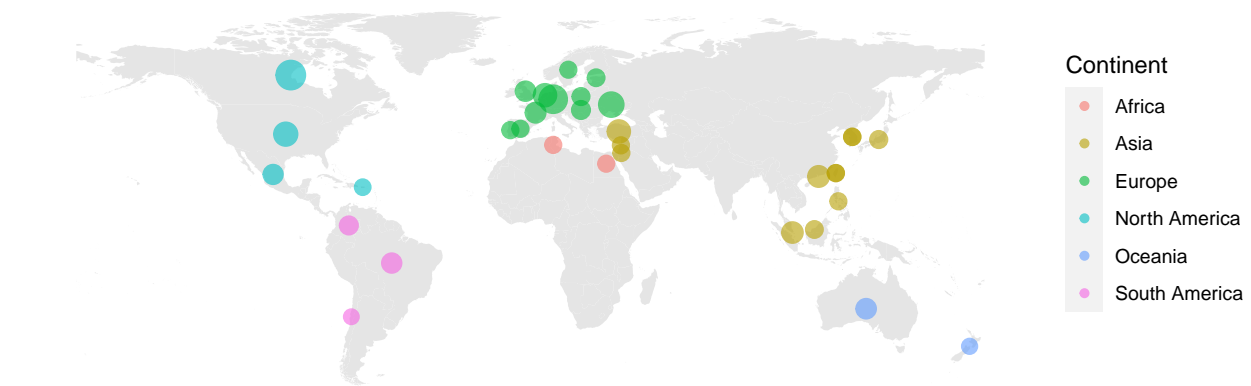 Continent
Africa
Asia
Europe
North America
Oceania
South America